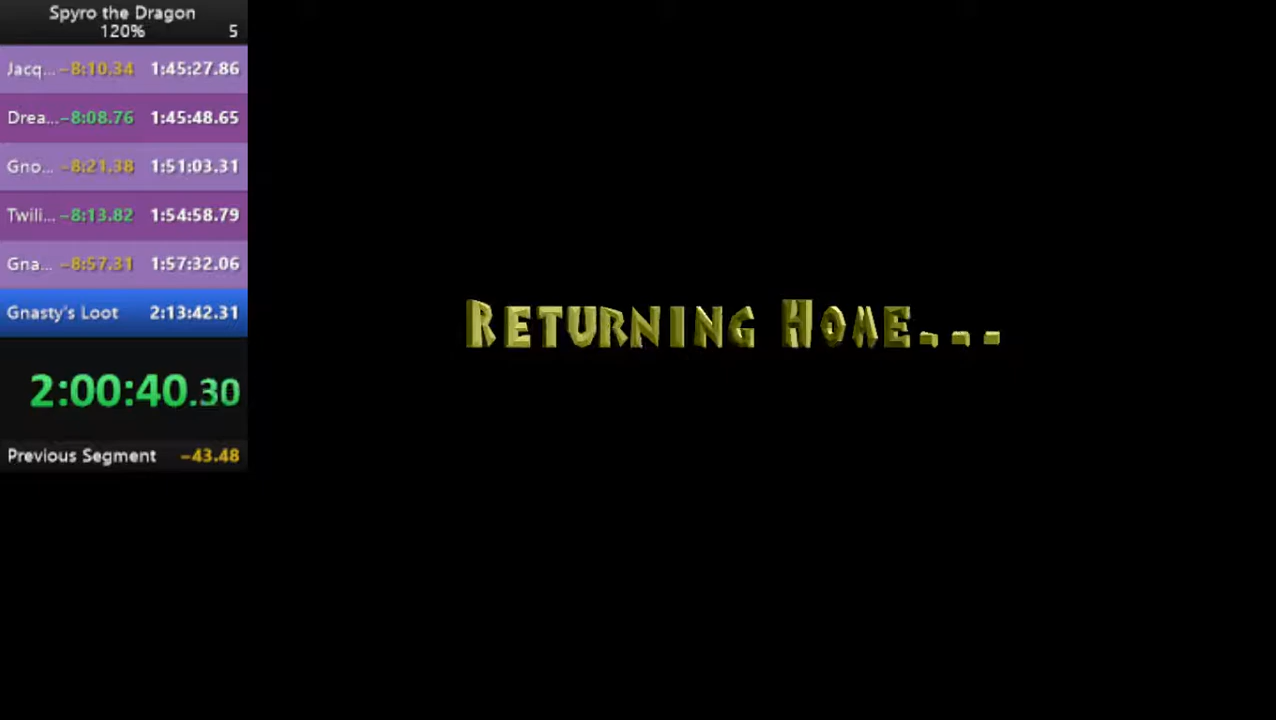 Spyro the Dragon
120% 5
Jacq... -8:10.34 1:45:27.86
Drea... -8:08.76 1:45:48.65
Gno... -8:21.38 1:51:03.31
Twili... -8:13.82 1:54:58.79
Gna... -8:57.31 1:57:32.06
Gnasty's Loot 2:13:42.31
2:00:40.30
Previous Segment -43.48
RETURNING HOME...